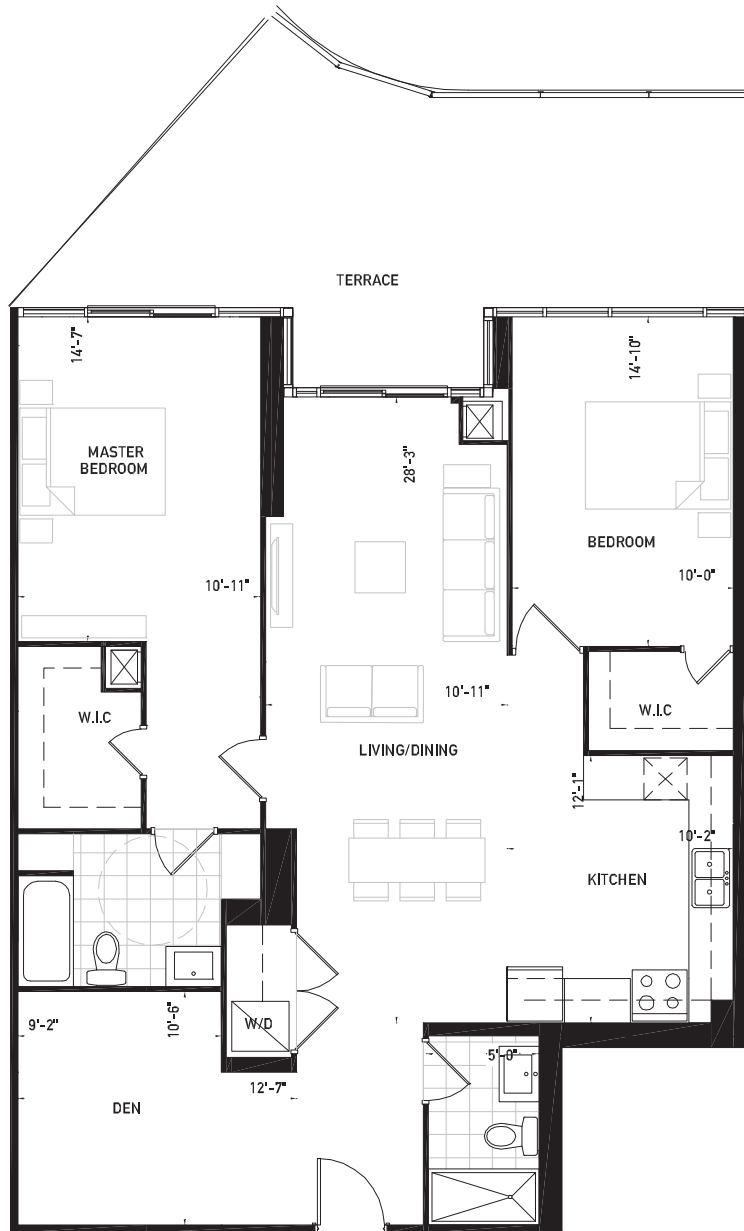 TERRACE
14'-7"
14'-10"
MASTER
BEDROOM
28'-3"
BEDROOM
10'-11"
10'-0"
W.I.C
10'-11"
W.I.C
LIVING/DINING
12'-1"
10'-2"
KITCHEN
9'-2"
10'-6"
W/D
5'-0"
12'-7"
DEN